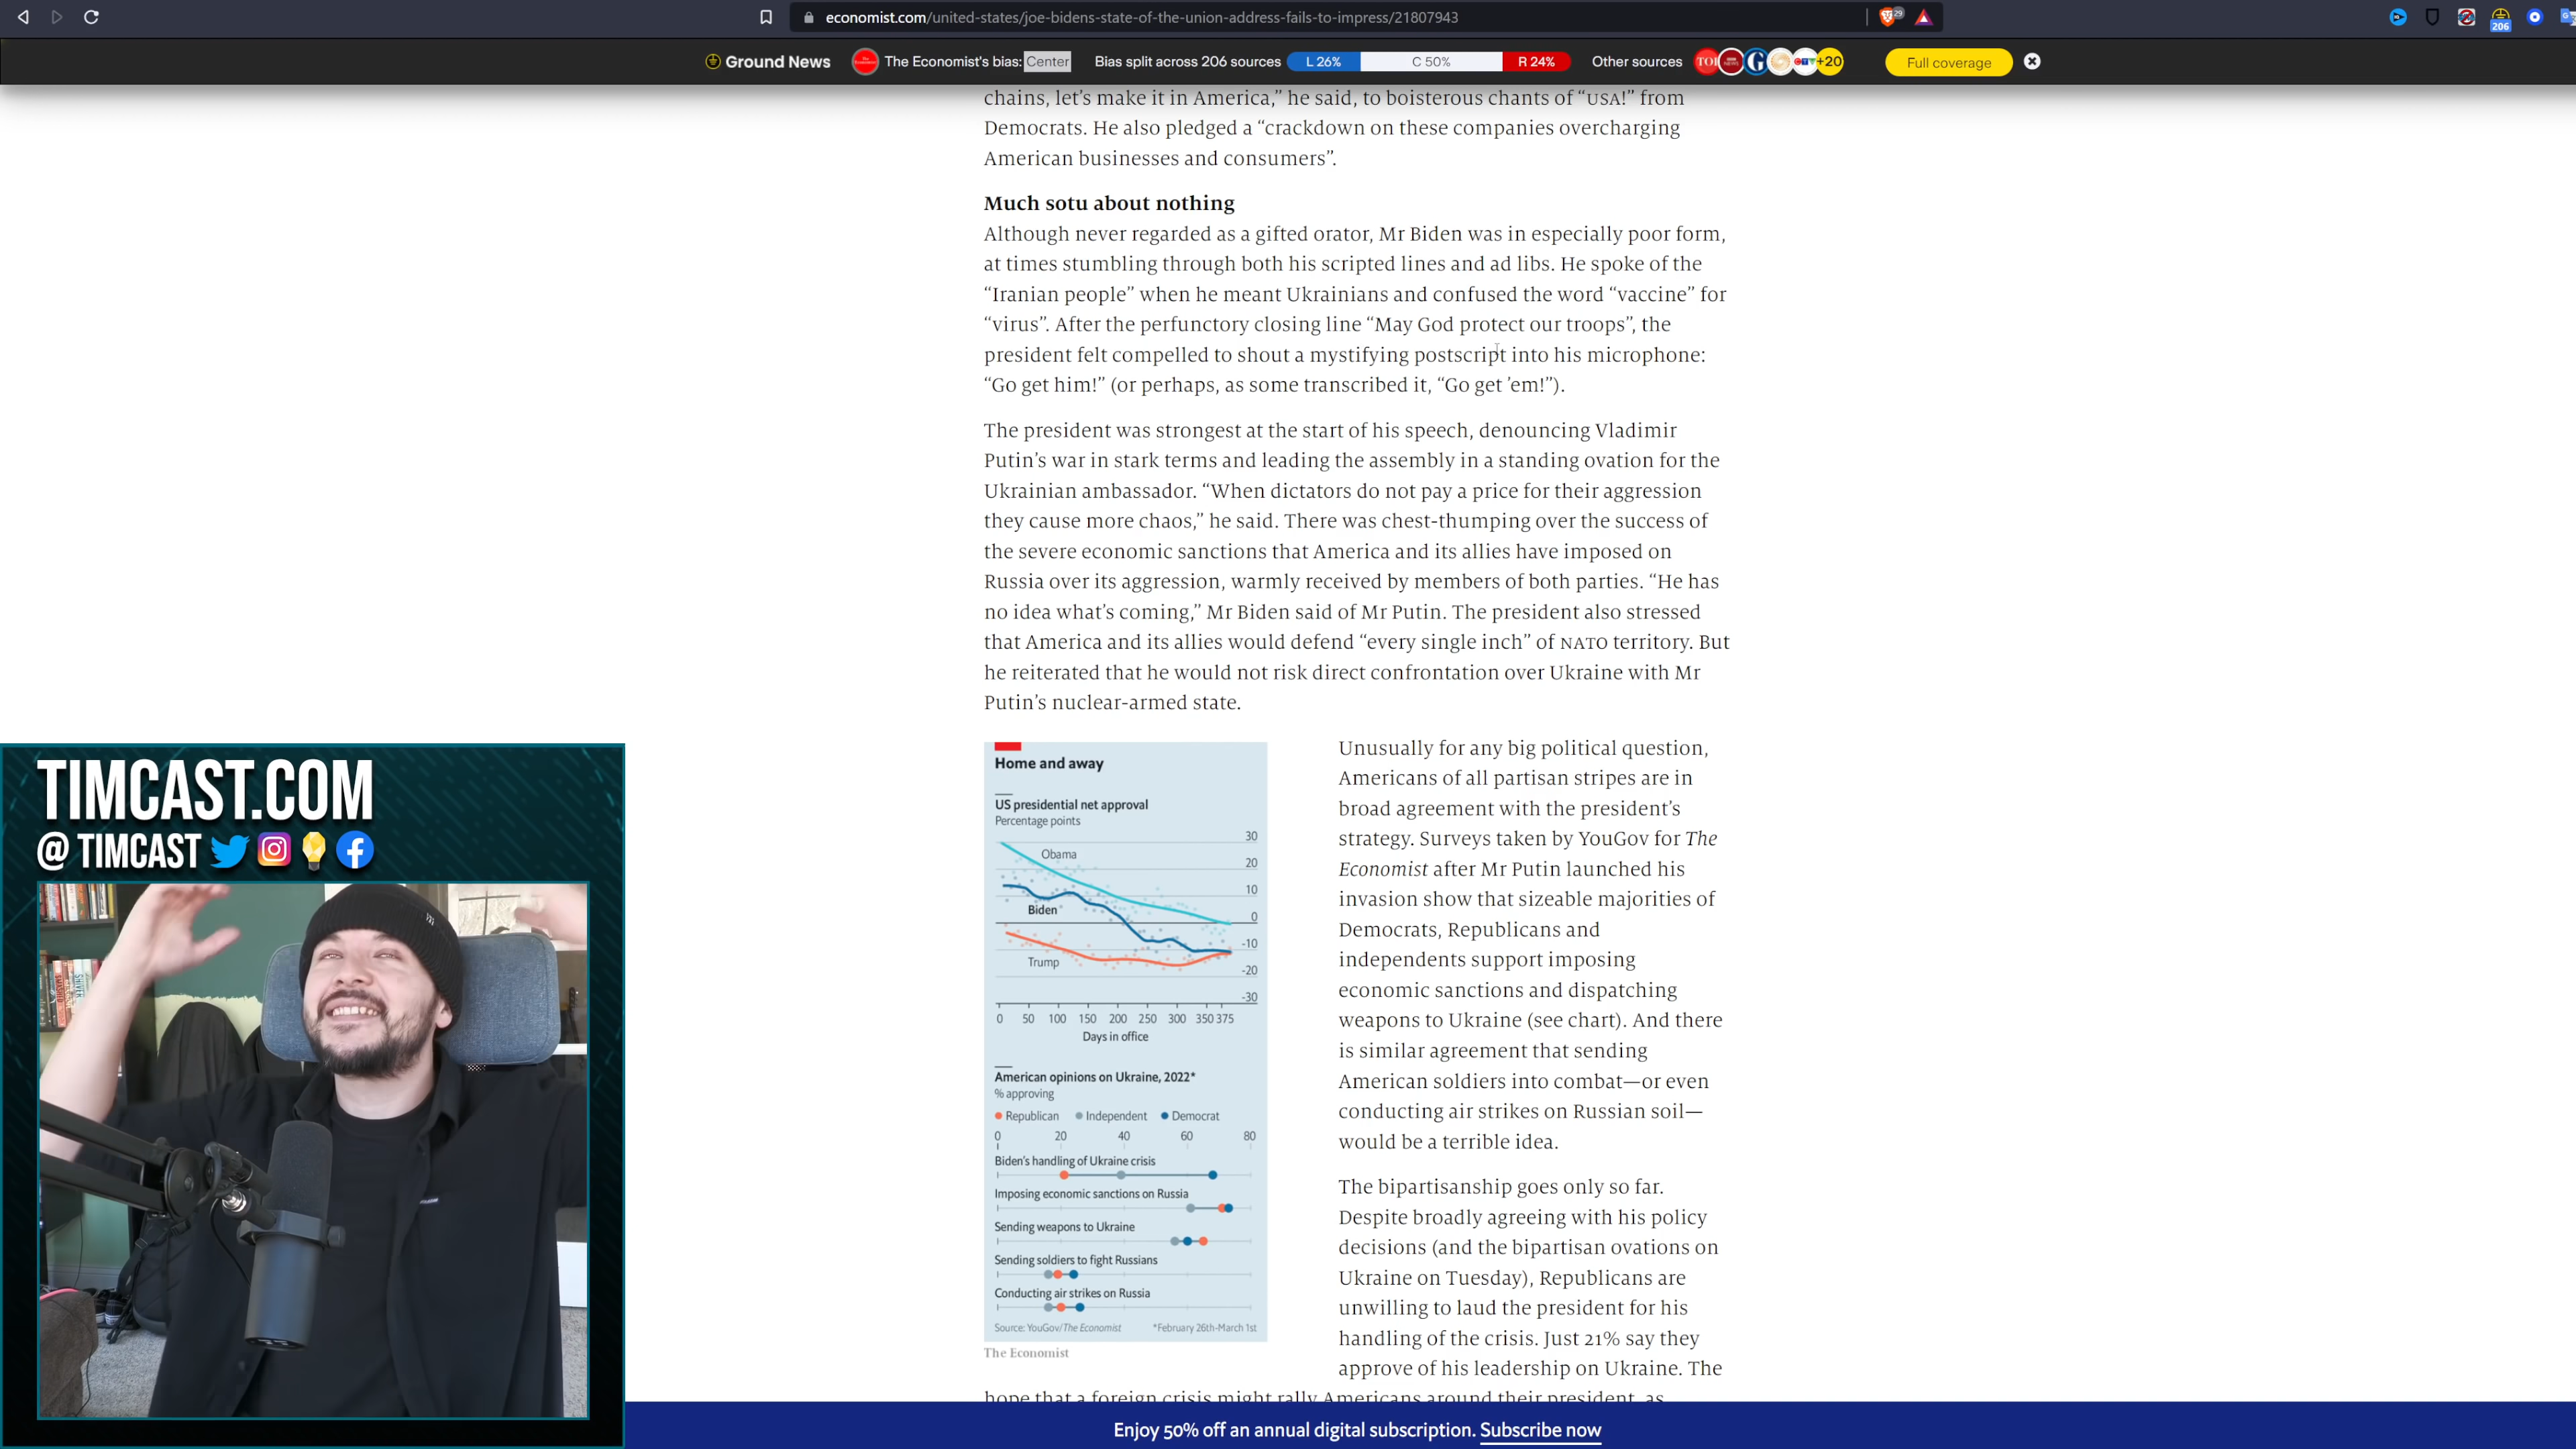 economist.com/united-states/joe-bidens-state-of-the-union-address-fails-to-impress/21807943
29
206
Ground News
The Economist's bias: Center
Bias split across 206 sources
L 26%
C 50%
R 24%
Other sources
TOI
G
CTV
+20
Full coverage
chains, let's make it in America,” he said, to boisterous chants of “USA!” from
Democrats. He also pledged a “crackdown on these companies overcharging
American businesses and consumers”.
Much sotu about nothing
Although never regarded as a gifted orator, Mr Biden was in especially poor form,
at times stumbling through both his scripted lines and ad libs. He spoke of the
“Iranian people” when he meant Ukrainians and confused the word “vaccine” for
“virus”. After the perfunctory closing line “May God protect our troops”, the
president felt compelled to shout a mystifying postscript into his microphone:
“Go get him!” (or perhaps, as some transcribed it, “Go get ’em!”).
The president was strongest at the start of his speech, denouncing Vladimir
Putin’s war in stark terms and leading the assembly in a standing ovation for the
Ukrainian ambassador. “When dictators do not pay a price for their aggression
they cause more chaos,” he said. There was chest-thumping over the success of
the severe economic sanctions that America and its allies have imposed on
Russia over its aggression, warmly received by members of both parties. “He has
no idea what’s coming,” Mr Biden said of Mr Putin. The president also stressed
that America and its allies would defend “every single inch” of NATO territory. But
he reiterated that he would not risk direct confrontation over Ukraine with Mr
Putin’s nuclear-armed state.
Home and away
US presidential net approval
Percentage points
30
20
10
0
-10
-20
-30
Obama
Biden
Trump
0 50 100 150 200 250 300 350 375
Days in office
American opinions on Ukraine, 2022*
% approving
Republican Independent Democrat
0 20 40 60 80
Biden’s handling of Ukraine crisis
Imposing economic sanctions on Russia
Sending weapons to Ukraine
Sending soldiers to fight Russians
Conducting air strikes on Russia
Source: YouGov/The Economist *February 26th-March 1st
The Economist
Unusually for any big political question,
Americans of all partisan stripes are in
broad agreement with the president’s
strategy. Surveys taken by YouGov for The
Economist after Mr Putin launched his
invasion show that sizeable majorities of
Democrats, Republicans and
independents support imposing
economic sanctions and dispatching
weapons to Ukraine (see chart). And there
is similar agreement that sending
American soldiers into combat—or even
conducting air strikes on Russian soil—
would be a terrible idea.
The bipartisanship goes only so far.
Despite broadly agreeing with his policy
decisions (and the bipartisan ovations on
Ukraine on Tuesday), Republicans are
unwilling to laud the president for his
handling of the crisis. Just 21% say they
approve of his leadership on Ukraine. The
hope that a foreign crisis might rally Americans around their president, as
TIMCAST.COM
@ TIMCAST
Enjoy 50% off an annual digital subscription. Subscribe now